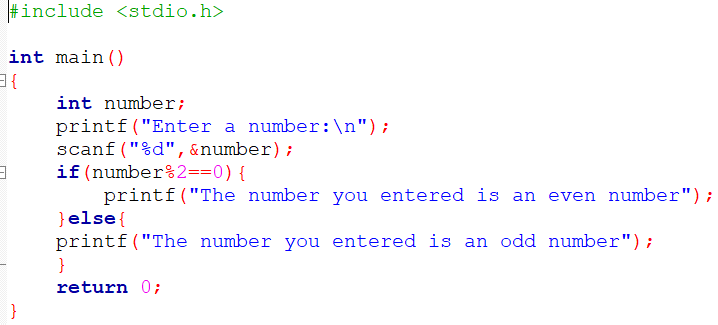 #include <stdio.h>

int main()
{
    int number;
    printf("Enter a number:\n");
    scanf("%d",&number);
    if(number%2==0){
        printf("The number you entered is an even number");
    }else{
    printf("The number you entered is an odd number");
    }
    return 0;
}